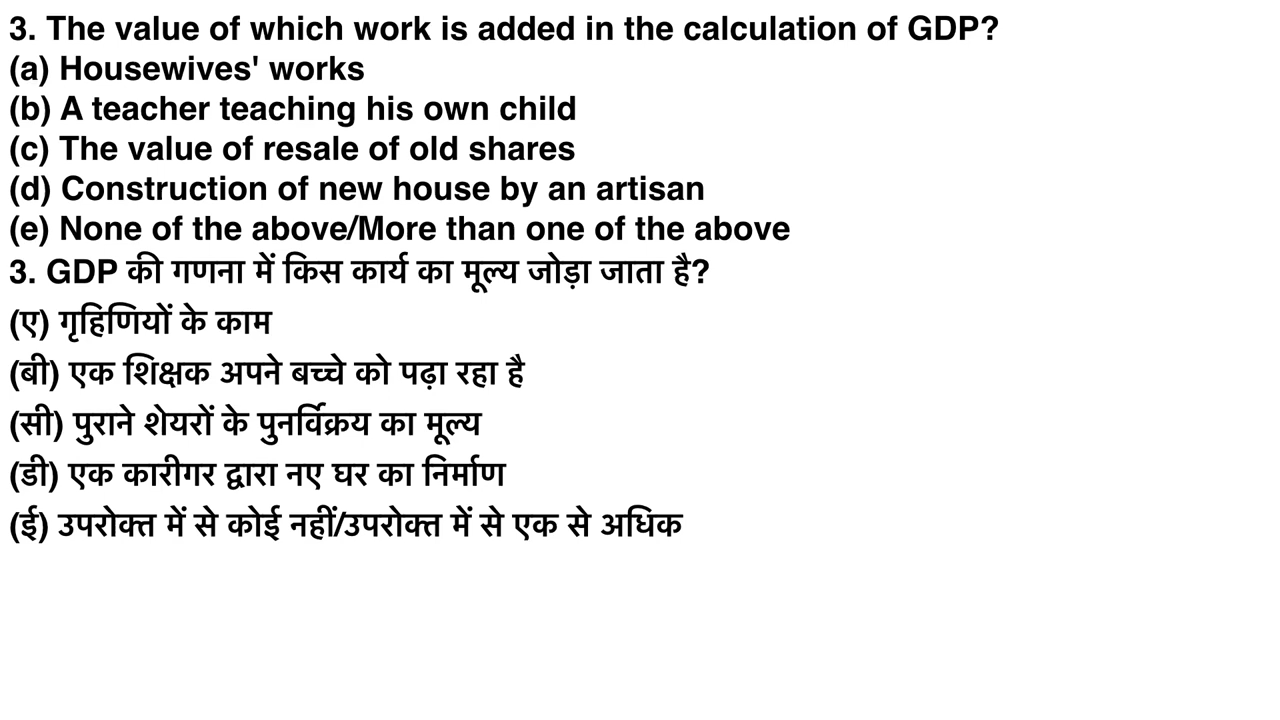 3. The value of which work is added in the calculation of GDP?
(a) Housewives' works
(b) A teacher teaching his own child
(c) The value of resale of old shares
(d) Construction of new house by an artisan
(e) None of the above/More than one of the above
3. GDP की गणना में किस कार्य का मूल्य जोड़ा जाता है?
(ए) गृहिणियों के काम
(बी) एक शिक्षक अपने बच्चे को पढ़ा रहा है
(सी) पुराने शेयरों के पुनर्विक्रय का मूल्य
(डी) एक कारीगर द्वारा नए घर का निर्माण
(ई) उपरोक्त में से कोई नहीं/उपरोक्त में से एक से अधिक